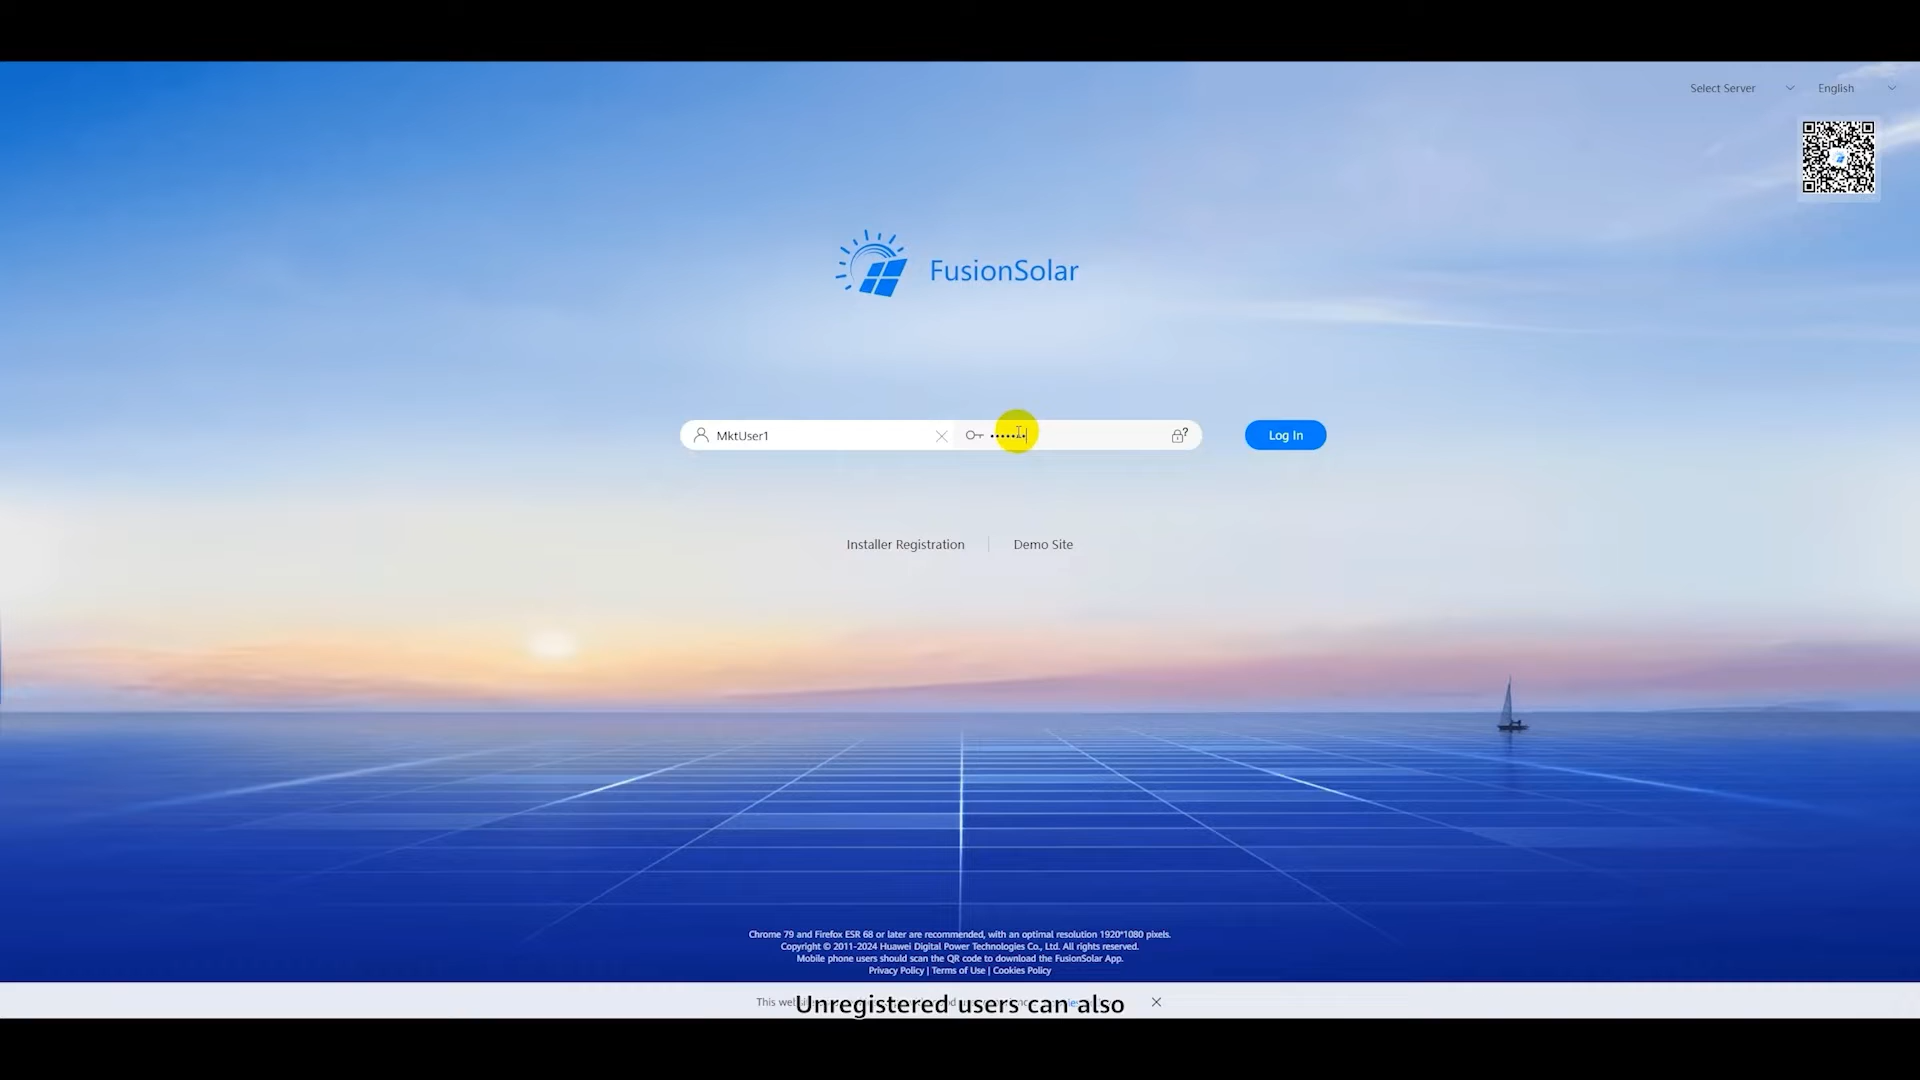 Select Server
English
FusionSolar
MktUser1
Log In
Installer Registration
Demo Site
Chrome 79 and Firefox ESR 68 or later are recommended, with an optimal resolution 1920*1080 pixels.
Copyright © 2011-2024 Huawei Digital Power Technologies Co., Ltd. All rights reserved.
Mobile phone users should scan the QR code to download the FusionSolar App.
Privacy Policy | Terms of Use | Cookies Policy
This
Unregistered users can also